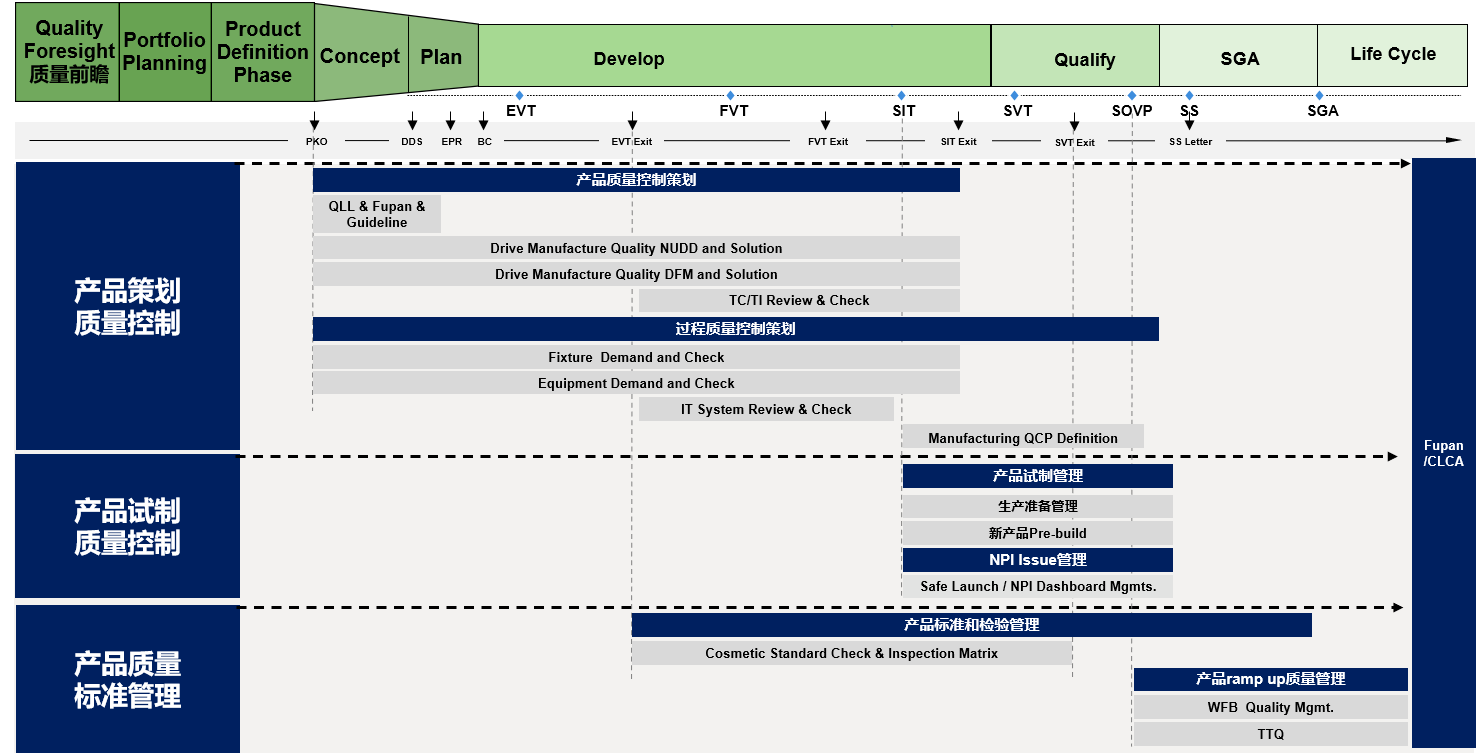 Quality
Foresight
质量前瞻
Portfolio
Planning
Product
Definition
Phase
Concept
Plan
Develop
Qualify
SGA
Life Cycle
EVT
FVT
SIT
SVT
SOVP
SS
SGA
PKO
DDS
EPR
BC
EVT Exit
FVT Exit
SIT Exit
SVT Exit
SS Letter
产品策划
质量控制
产品质量控制策划
QLL & Fupan &
Guideline
Drive Manufacture Quality NUDD and Solution
Drive Manufacture Quality DFM and Solution
TC/TI Review & Check
过程质量控制策划
Fixture Demand and Check
Equipment Demand and Check
IT System Review & Check
Manufacturing QCP Definition
产品试制
质量控制
产品试制管理
生产准备管理
新产品Pre-build
NPI Issue管理
Safe Launch / NPI Dashboard Mgmts.
产品质量
标准管理
产品标准和检验管理
Cosmetic Standard Check & Inspection Matrix
产品ramp up质量管理
WFB Quality Mgmt.
TTQ
Fupan
/CLCA